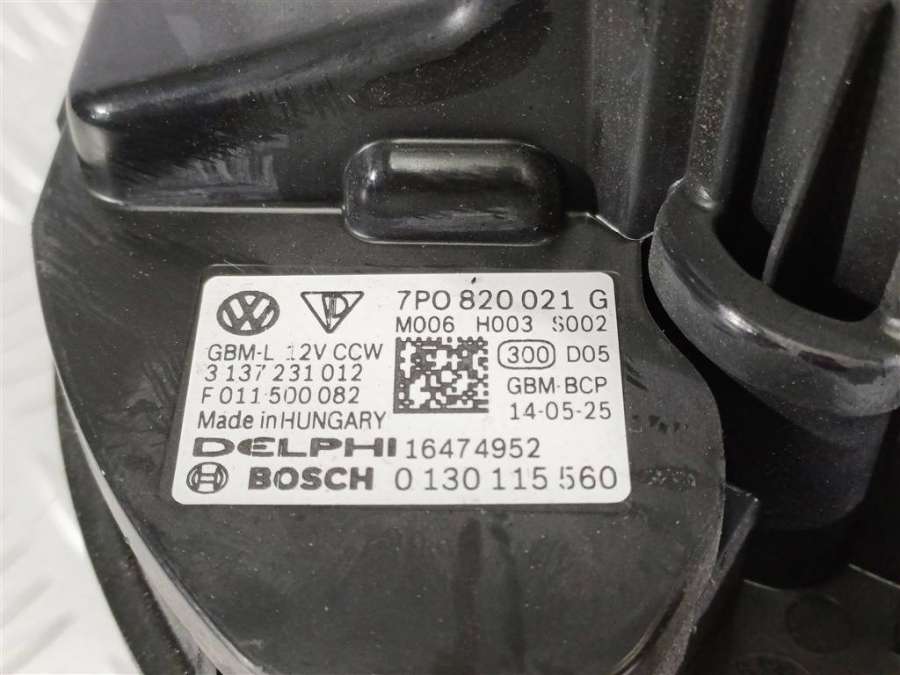 7P0 820 021 G
M006 H003 S002
GBM-L 12V CCW
3 137 231 012
F 011 500 082
Made in HUNGARY
300 D05
GBM-BCP
14-05-25
DELPHI 16474952
BOSCH 0 130 115 560